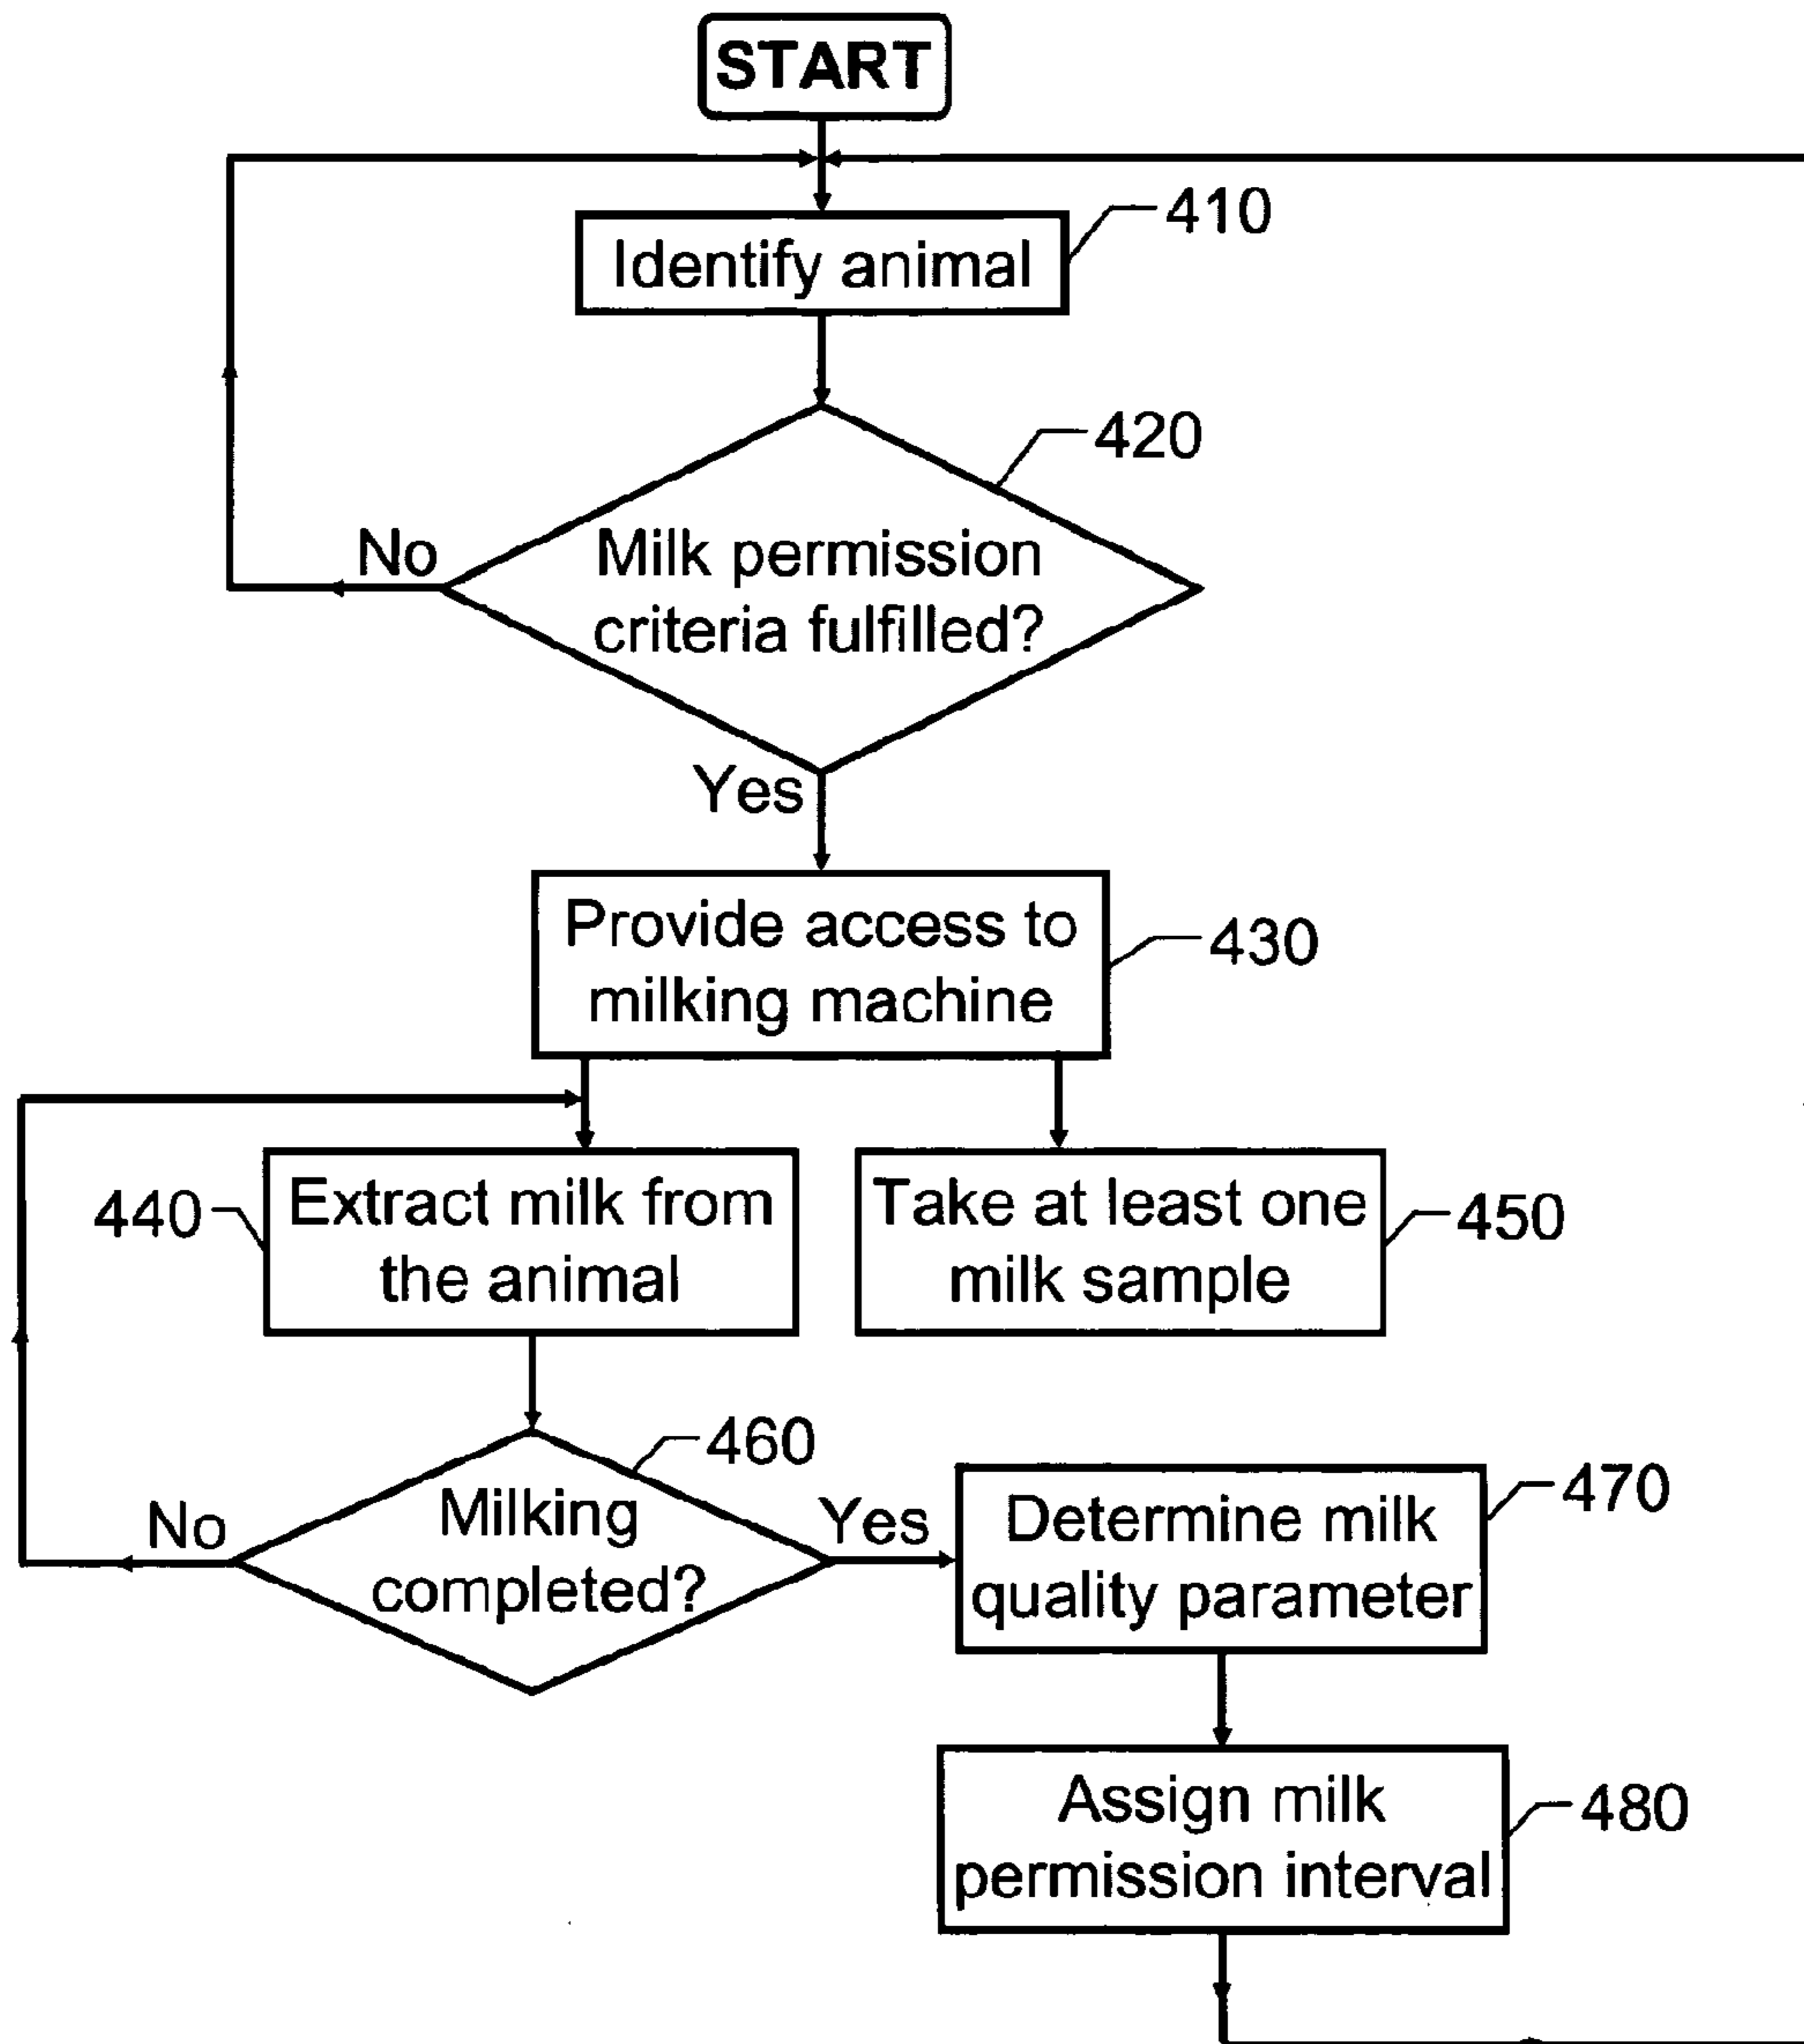 START
Identify animal
410
420
No
Milk permission
criteria fulfilled?
Yes
Provide access to
milking machine
430
440
Extract milk from
the animal
Take at least one
milk sample
450
460
No
Milking
completed?
Yes
Determine milk
quality parameter
470
Assign milk
permission interval
480